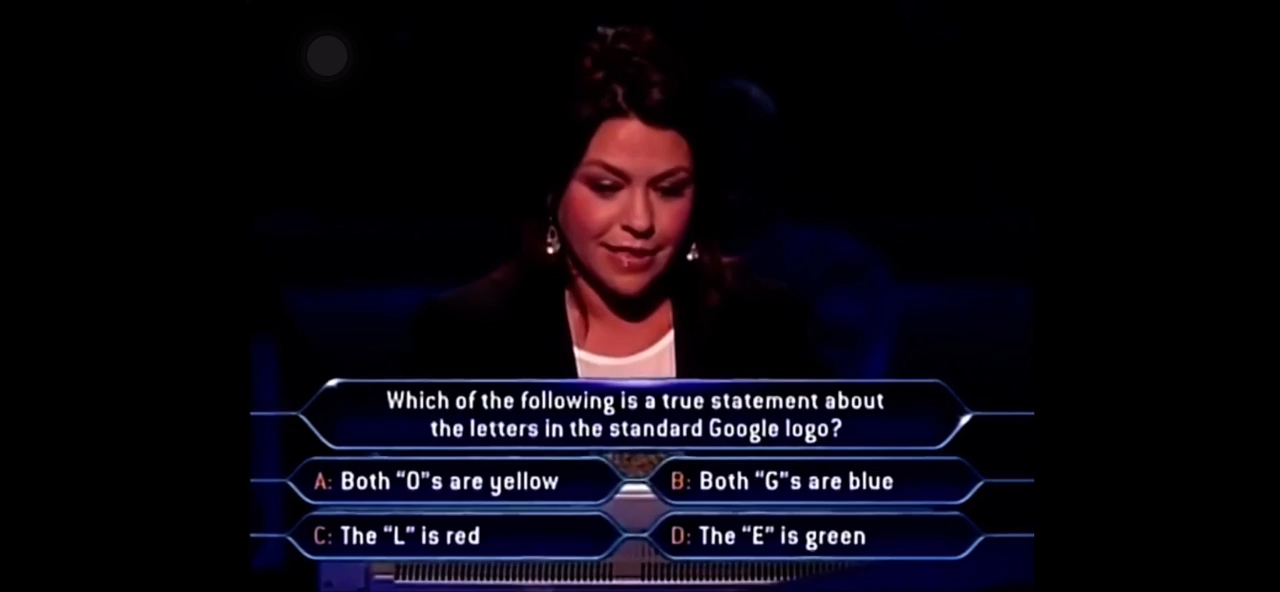 Which of the following is a true statement about
the letters in the standard Google logo?
A: Both “O”s are yellow
B: Both “G”s are blue
C: The “L” is red
D: The “E” is green